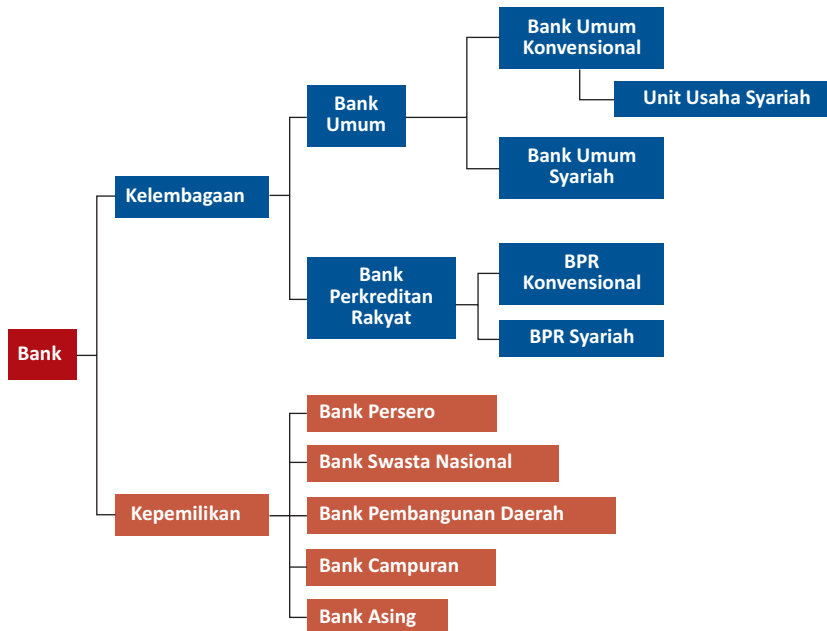 Bank
Kelembagaan
Bank
Umum
Bank Umum
Konvensional
Unit Usaha Syariah
Bank Umum
Syariah
Bank
Perkreditan
Rakyat
BPR
Konvensional
BPR Syariah
Kepemilikan
Bank Persero
Bank Swasta Nasional
Bank Pembangunan Daerah
Bank Campuran
Bank Asing